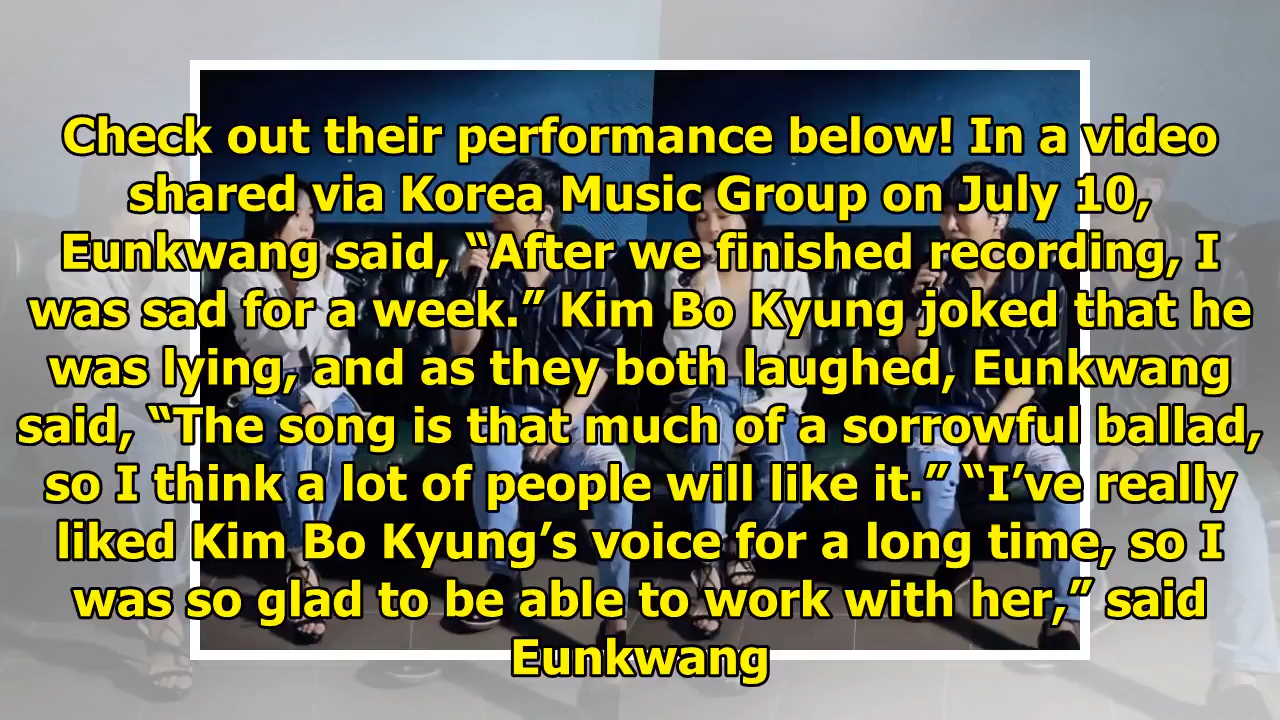 Check out their performance below! In a video
shared via Korea Music Group on July 10,
Eunkwang said, “After we finished recording, I
was sad for a week.” Kim Bo Kyung joked that he
was lying, and as they both laughed, Eunkwang
said, “The song is that much of a sorrowful ballad,
so I think a lot of people will like it.” “I’ve really
liked Kim Bo Kyung’s voice for a long time, so I
was so glad to be able to work with her,” said
Eunkwang